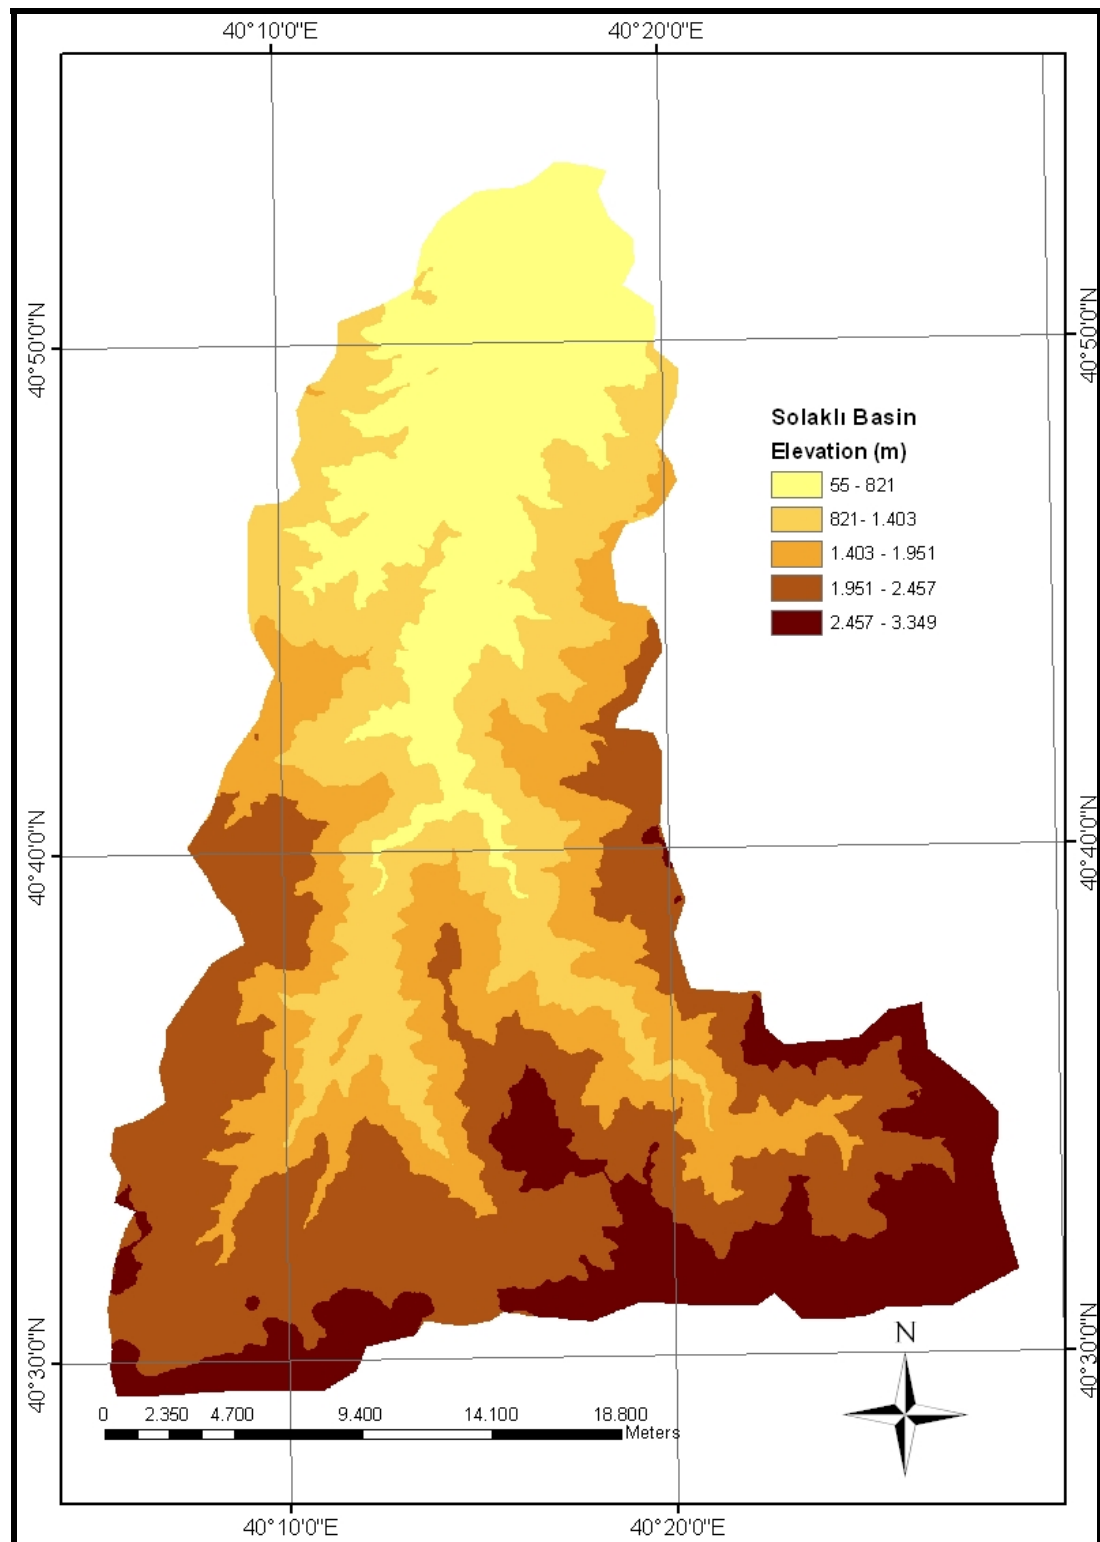 40°10'0"E 40°20'0"E
40°50'0"N 40°50'0"N
Solaklı Basin
Elevation (m)
55 - 821
821- 1.403
1.403 - 1.951
1.951 - 2.457
2.457 - 3.349
40°40'0"N 40°40'0"N
40°30'0"N 40°30'0"N
N
0 2.350 4.700 9.400 14.100 18.800
Meters
40°10'0"E 40°20'0"E